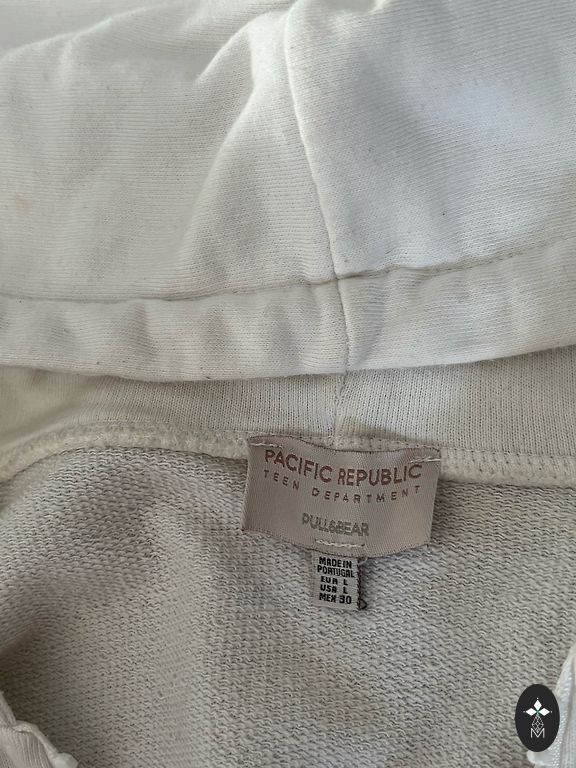 PACIFIC REPUBLIC
TEEN DEPARTMENT
PULL&BEAR
MADE IN
PORTUGAL
EUR L
USA L
MEX 30
M